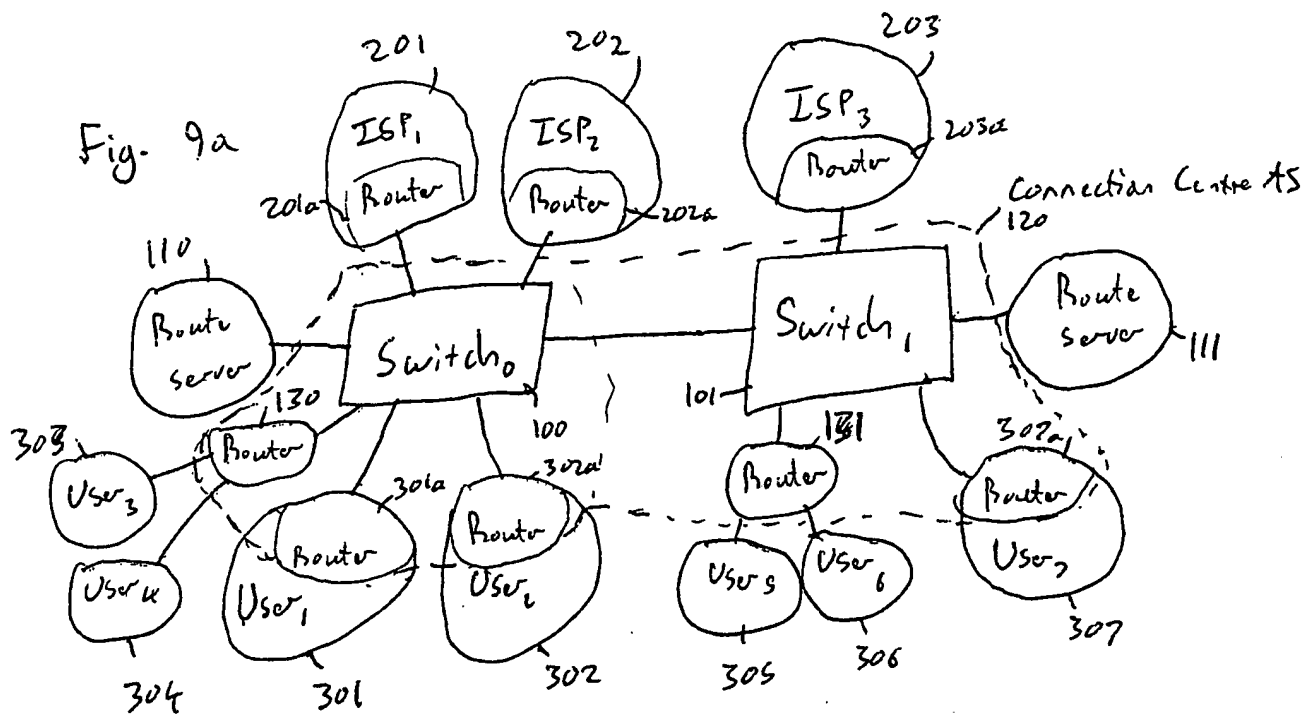 Fig. 9a
201
202
203
ISP1
ISP2
ISP3
Router
Router
Router
201a
202a
203a
Connection Centre AS
120
110
Route
server
Switch0
100
Switch1
101
Route
server
111
130
Router
303
User3
User4
304
301a
Router
User1
301
302a
Router
User2
302
131
Router
User5
305
User6
306
302a
Router
User7
307